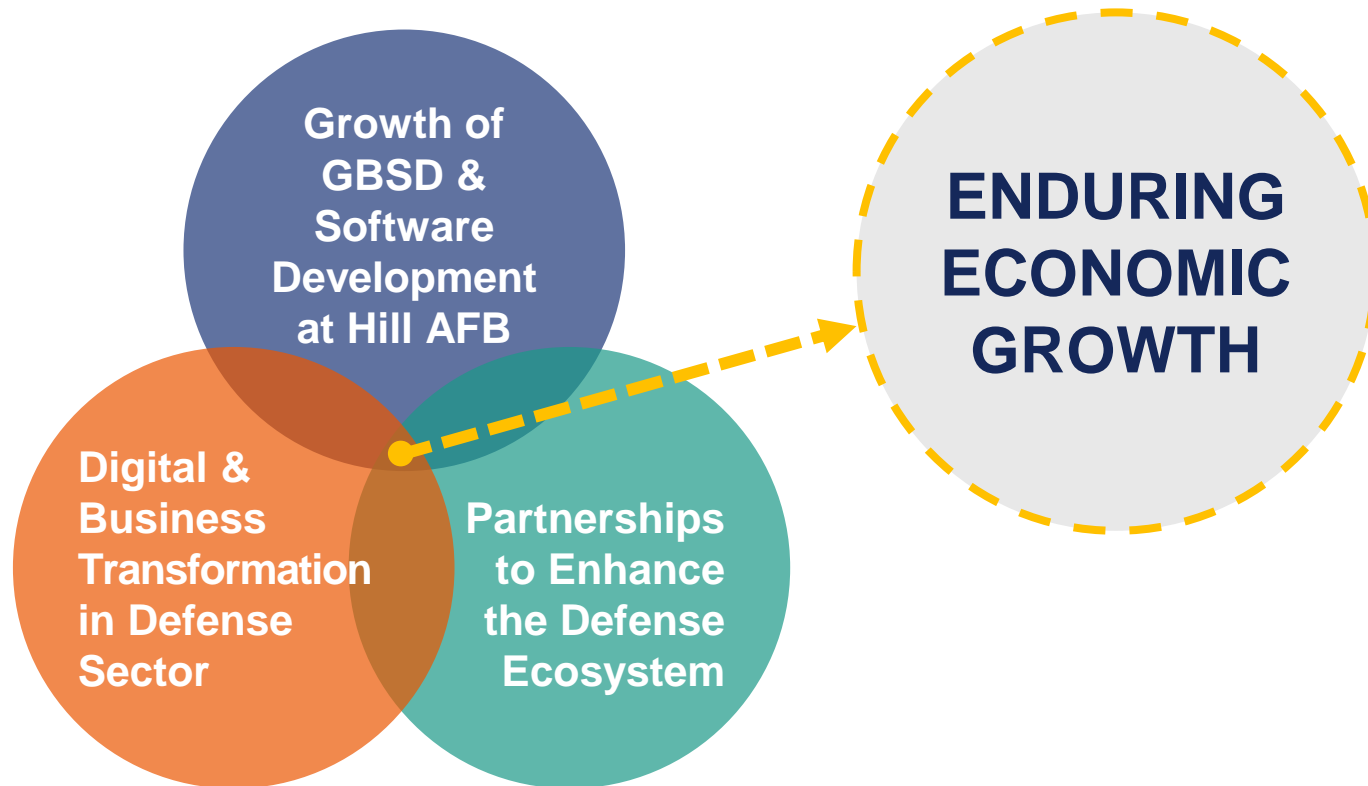 Growth of
GBSD &
Software
Development
at Hill AFB
Digital &
Business
Transformation
in Defense
Sector
Partnerships
to Enhance
the Defense
Ecosystem
ENDURING
ECONOMIC
GROWTH